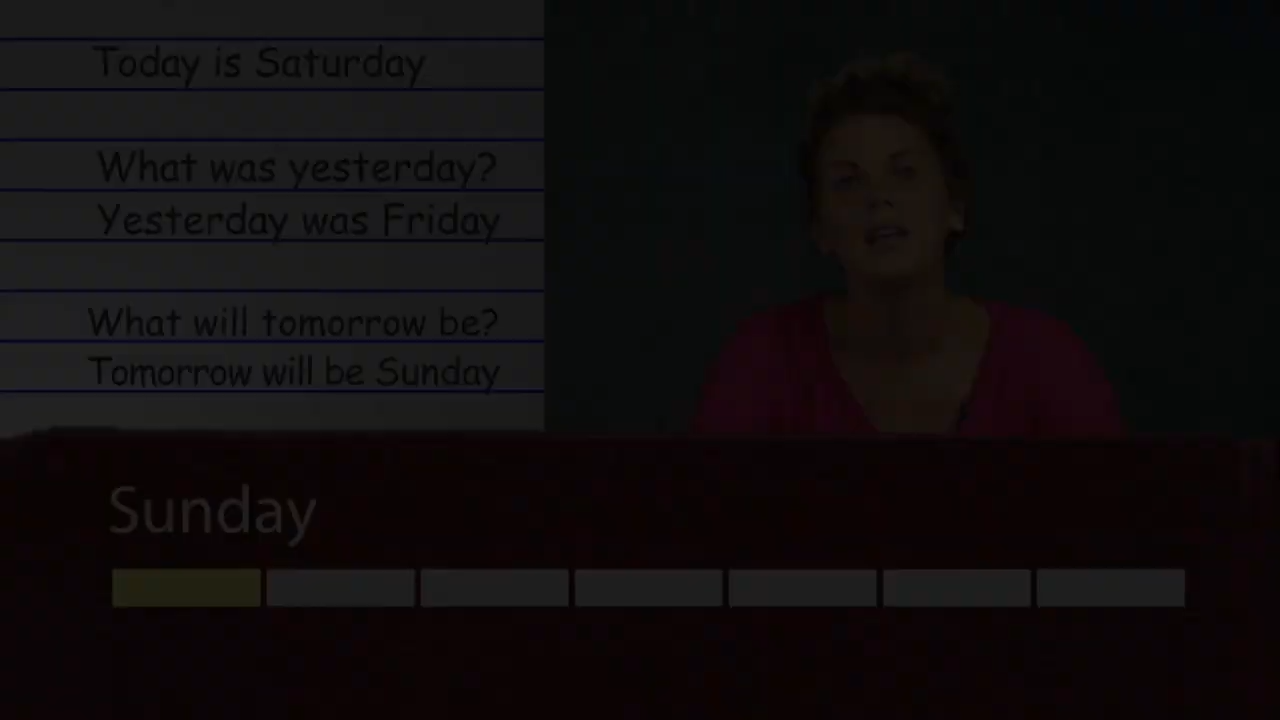 Today is Saturday
What was yesterday?
Yesterday was Friday
What will tomorrow be?
Tomorrow will be Sunday
Sunday